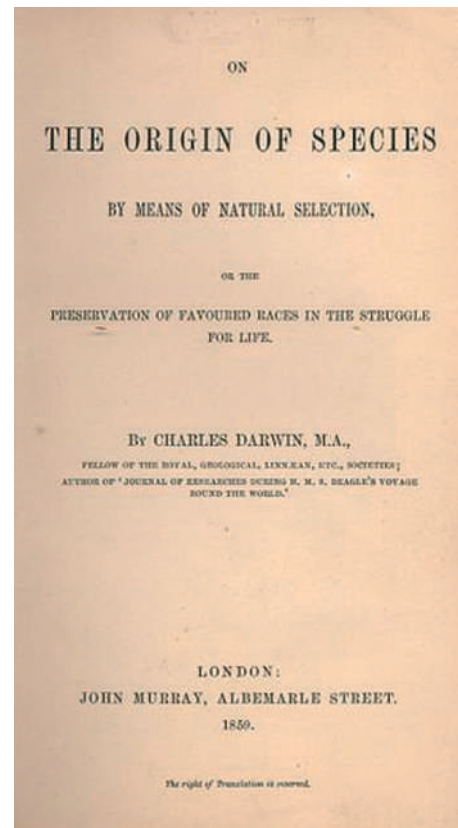 ON
THE ORIGIN OF SPECIES
BY MEANS OF NATURAL SELECTION,
OR THE
PRESERVATION OF FAVOURED RACES IN THE STRUGGLE
FOR LIFE.
BY CHARLES DARWIN, M.A.,
FELLOW OF THE ROYAL, GEOLOGICAL, LINNÆAN, ETC., SOCIETIES;
AUTHOR OF 'JOURNAL OF RESEARCHES DURING H. M. S. BEAGLE'S VOYAGE
ROUND THE WORLD.'
LONDON:
JOHN MURRAY, ALBEMARLE STREET.
1859.
The right of Translation is reserved.